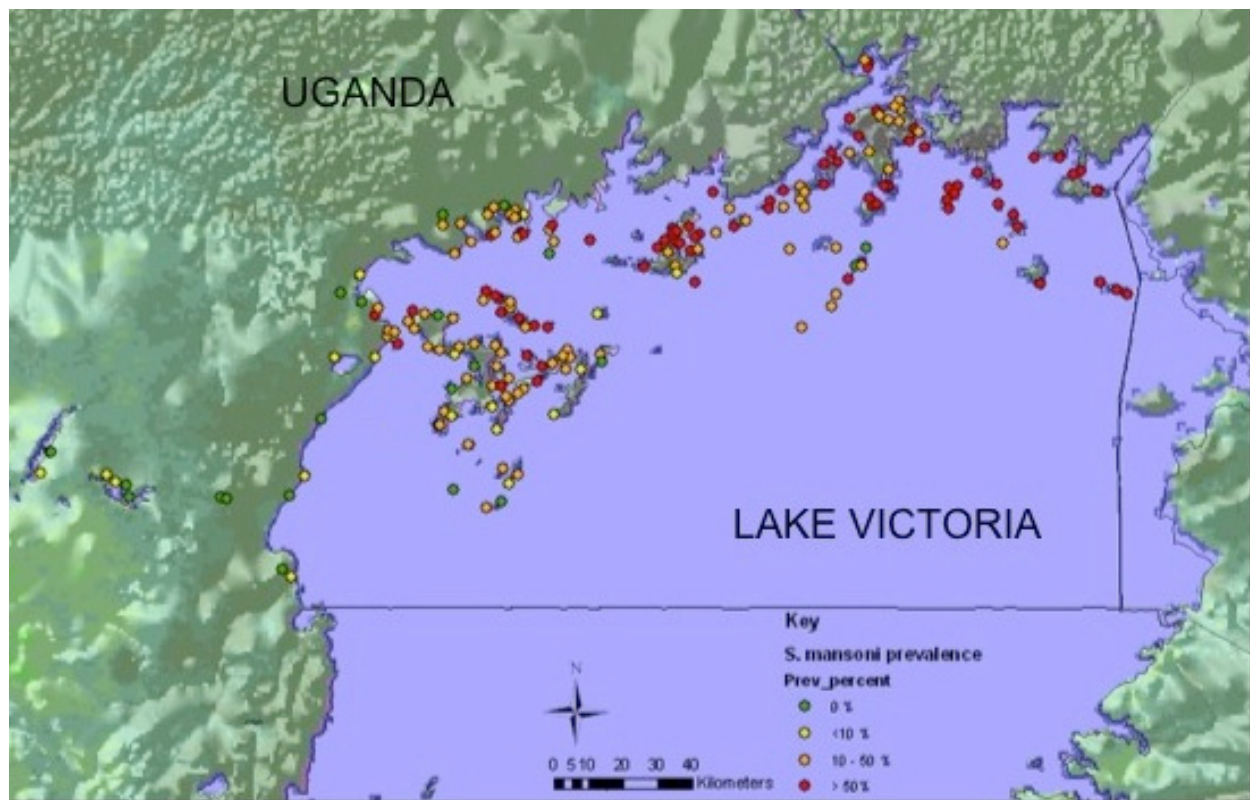 UGANDA
LAKE VICTORIA
Key
S. mansoni prevalence
Prev_percent
0 %
<10 %
10 - 50 %
> 50%
N
0 5 10 20 30 40
Kilometers